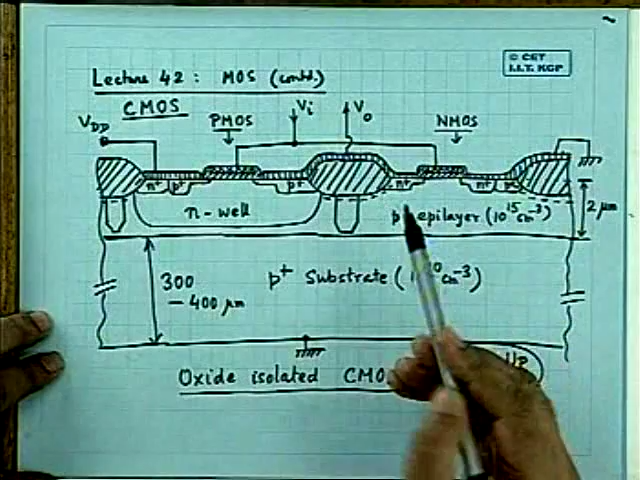 © CET
I.I.T. KGP
Lecture 42 : MOS (contd.)
CMOS
VDD
PMOS
Vi
Vo
NMOS
n+ p+
p+
n+
n+ p+
n-well
p epilayer (10^15 cm^-3)
2 μm
300
- 400 μm
p+ Substrate ( cm^-3)
Oxide isolated CMOS